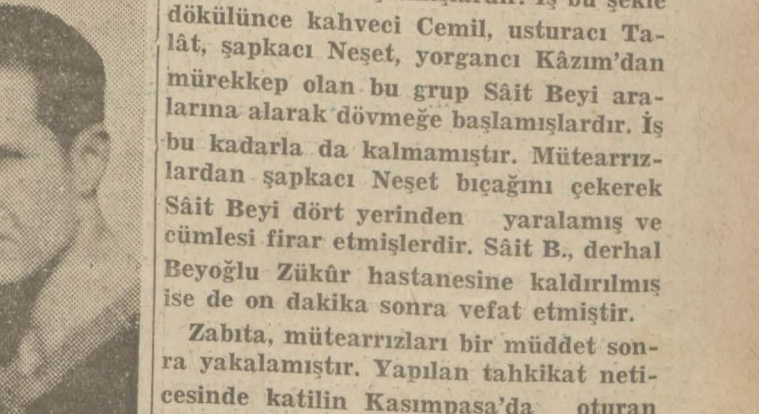 İş bu şekle
dökülünce kahveci Cemil, usturacı Ta-
lât, şapkacı Neşet, yorgancı Kâzım'dan
mürekkep olan bu grup Sâit Beyi ara-
larına alarak dövmeğe başlamışlardır. İş
bu kadarla da kalmamıştır. Mütearrız-
lardan şapkacı Neşet bıçağını çekerek
Sâit Beyi dört yerinden yaralamış ve
cümlesi firar etmişlerdir. Sâit B., derhal
Beyoğlu Zükûr hastanesine kaldırılmış
ise de on dakika sonra vefat etmiştir.
Zabıta, mütearrızları bir müddet son-
ra yakalamıştır. Yapılan tahkikat neti-
cesinde katilin Kasımpaşa'da oturan